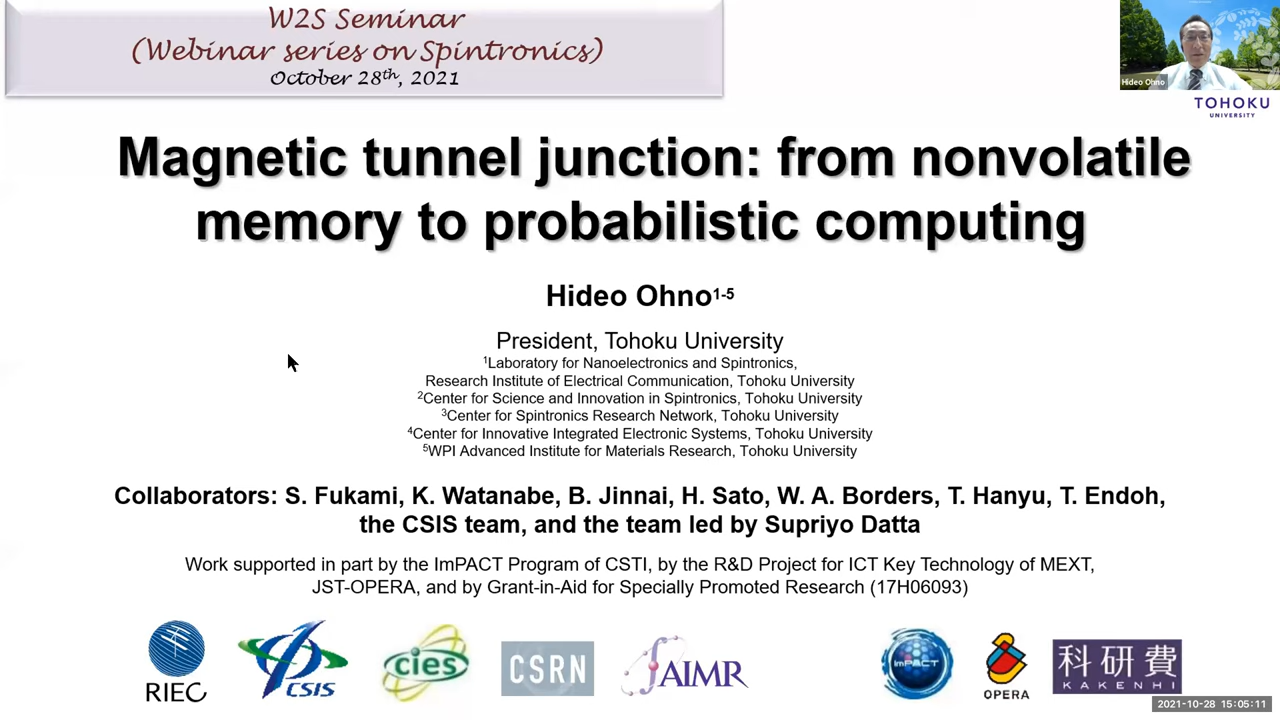 W2S Seminar
(Webinar series on Spintronics)
October 28th, 2021
Hideo Ohno
TOHOKU
UNIVERSITY
Magnetic tunnel junction: from nonvolatile
memory to probabilistic computing
Hideo Ohno1-5
President, Tohoku University
1Laboratory for Nanoelectronics and Spintronics,
Research Institute of Electrical Communication, Tohoku University
2Center for Science and Innovation in Spintronics, Tohoku University
3Center for Spintronics Research Network, Tohoku University
4Center for Innovative Integrated Electronic Systems, Tohoku University
5WPI Advanced Institute for Materials Research, Tohoku University
Collaborators: S. Fukami, K. Watanabe, B. Jinnai, H. Sato, W. A. Borders, T. Hanyu, T. Endoh,
the CSIS team, and the team led by Supriyo Datta
Work supported in part by the ImPACT Program of CSTI, by the R&D Project for ICT Key Technology of MEXT,
JST-OPERA, and by Grant-in-Aid for Specially Promoted Research (17H06093)
RIEC
CSIS
cies
CSRN
AIMR
ImPACT
OPERA
科研費
KAKENHI
2021-10-28 15:05:11